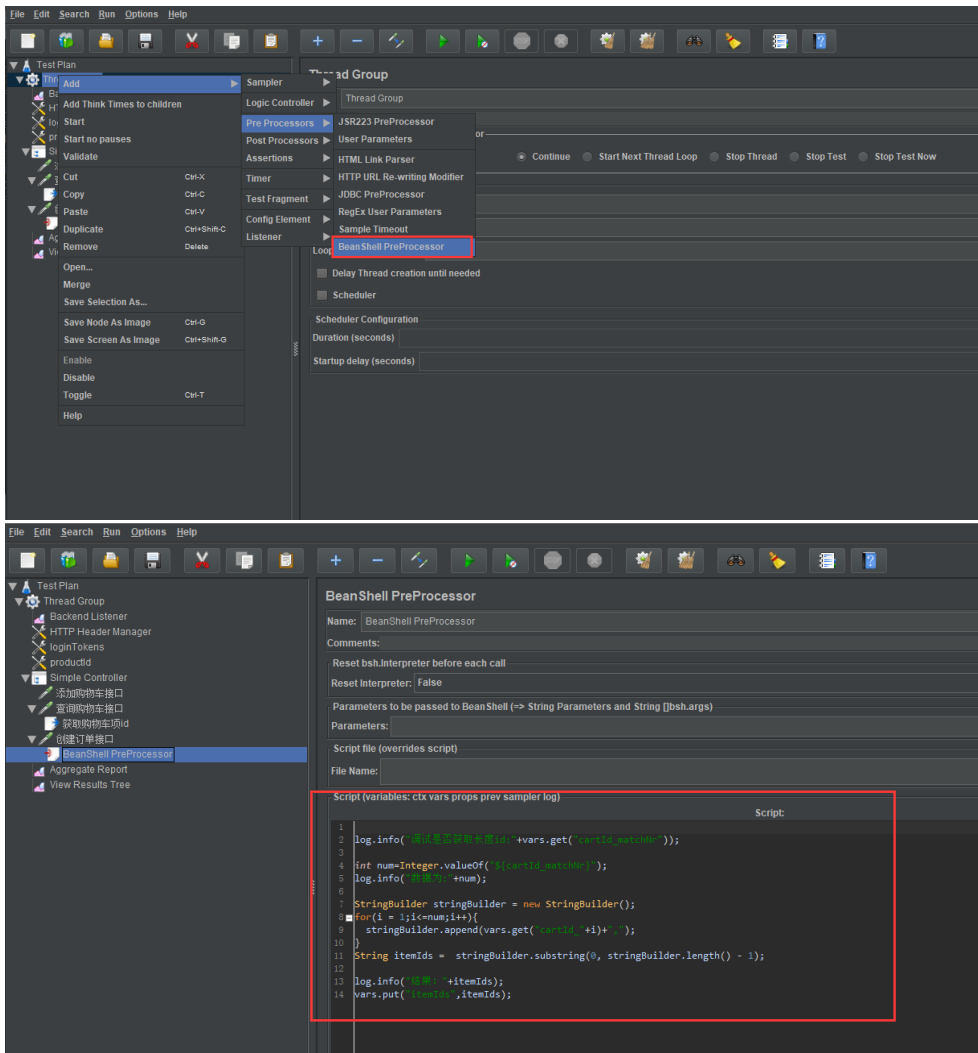 File Edit Search Run Options Help
Test Plan
Thread Group
Add
Add Think Times to children
Start
Start no pauses
Validate
Cut Ctrl-X
Copy Ctrl-C
Paste Ctrl-V
Duplicate Ctrl+Shift-C
Remove Delete
Open...
Merge
Save Selection As...
Save Node As Image Ctrl-G
Save Screen As Image Ctrl+Shift-G
Enable
Disable
Toggle Ctrl-T
Help
Sampler
Logic Controller
Pre Processors
Post Processors
Assertions
Timer
Test Fragment
Config Element
Listener
JSR223 PreProcessor
User Parameters
HTML Link Parser
HTTP URL Re-writing Modifier
JDBC PreProcessor
RegEx User Parameters
Sample Timeout
BeanShell PreProcessor
Thread Group
or
Continue Start Next Thread Loop Stop Thread Stop Test Stop Test Now
Loop
Delay Thread creation until needed
Scheduler
Scheduler Configuration
Duration (seconds)
Startup delay (seconds)
File Edit Search Run Options Help
Test Plan
Thread Group
Backend Listener
HTTP Header Manager
loginTokens
productId
Simple Controller
添加购物车接口
查询购物车接口
获取购物车项id
创建订单接口
BeanShell PreProcessor
Aggregate Report
View Results Tree
BeanShell PreProcessor
Name: BeanShell PreProcessor
Comments:
Reset bsh.Interpreter before each call
Reset Interpreter: False
Parameters to be passed to BeanShell (=> String Parameters and String []bsh.args)
Parameters:
Script file (overrides script)
File Name:
Script (variables: ctx vars props prev sampler log)
Script:
1
2 log.info("调试是否获取长度id:"+vars.get("cartId_matchNr"));
3
4 int num=Integer.valueOf("${cartId_matchNr}");
5 log.info("数据为:"+num);
6
7 StringBuilder stringBuilder = new StringBuilder();
8 for(i = 1;i<=num;i++){
9 stringBuilder.append(vars.get("cartId_"+i)+",");
10 }
11 String itemIds = stringBuilder.substring(0, stringBuilder.length() - 1);
12
13 log.info("结果: "+itemIds);
14 vars.put("itemIds",itemIds);